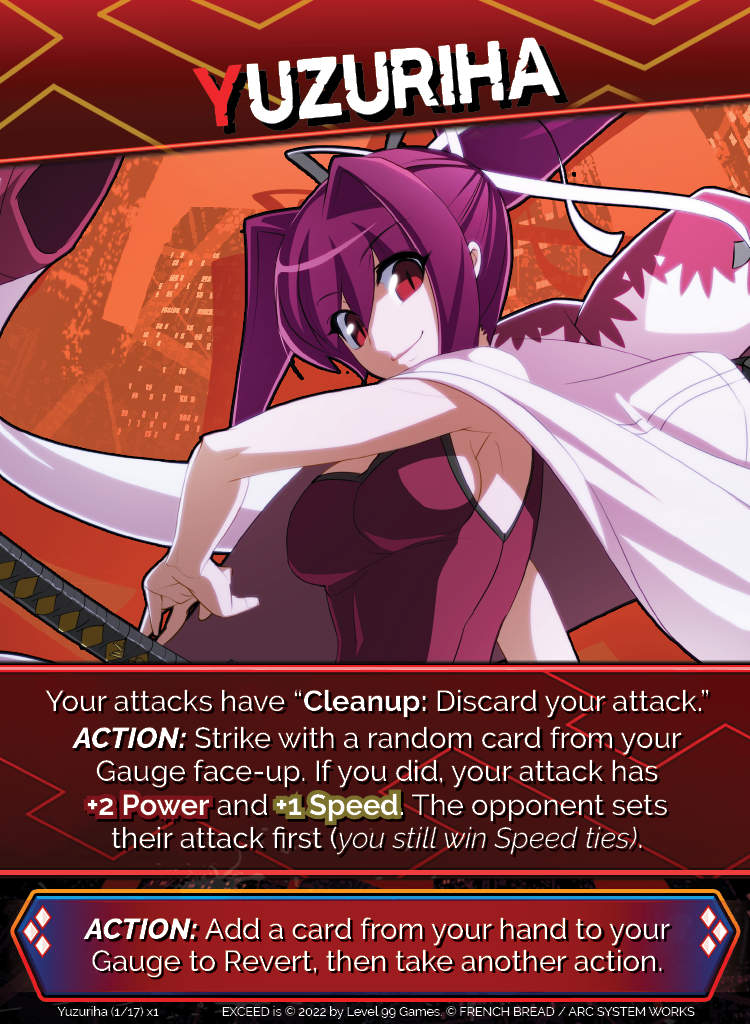 YUZURIHA
Your attacks have “Cleanup: Discard your attack.”
ACTION: Strike with a random card from your
Gauge face-up. If you did, your attack has
+2 Power and +1 Speed. The opponent sets
their attack first (you still win Speed ties).
ACTION: Add a card from your hand to your
Gauge to Revert, then take another action.
Yuzuriha (1/17) x1 EXCEED is © 2022 by Level 99 Games, © FRENCH BREAD / ARC SYSTEM WORKS